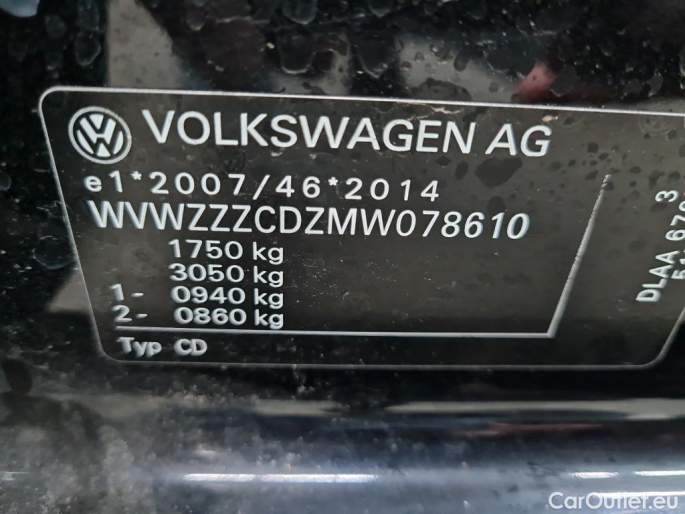 VOLKSWAGEN AG
e1*2007/46*2014
WVWZZZCDZMW078610
1750 kg
3050 kg
1- 0940 kg
2- 0860 kg
Typ CD
DLAA
3
CarOutlet.eu